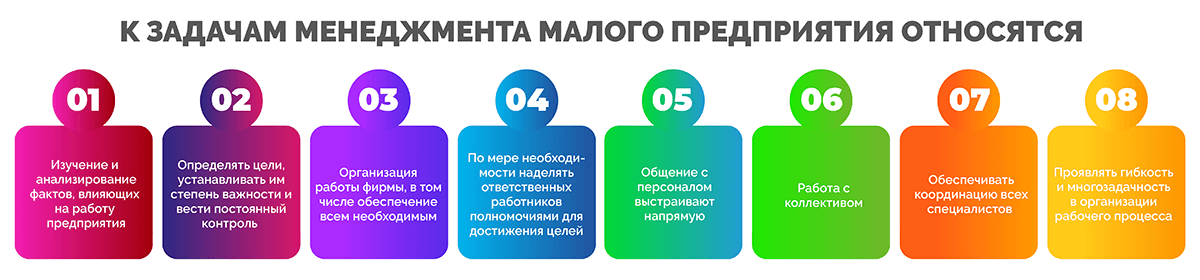 К ЗАДАЧАМ МЕНЕДЖМЕНТА МАЛОГО ПРЕДПРИЯТИЯ ОТНОСЯТСЯ
01
Изучение и
анализирование
фактов, влияющих
на работу
предприятия
02
Определять цели,
устанавливать им
степень важности и
вести постоянный
контроль
03
Организация
работы фирмы, в том
числе обеспечение
всем необходимым
04
По мере необходи-
мости наделять
ответственных
работников
полномочиями для
достижения целей
05
Общение с
персоналом
выстраивают
напрямую
06
Работа с
коллективом
07
Обеспечивать
координацию всех
специалистов
08
Проявлять гибкость
и многозадачность
в организации
рабочего процесса